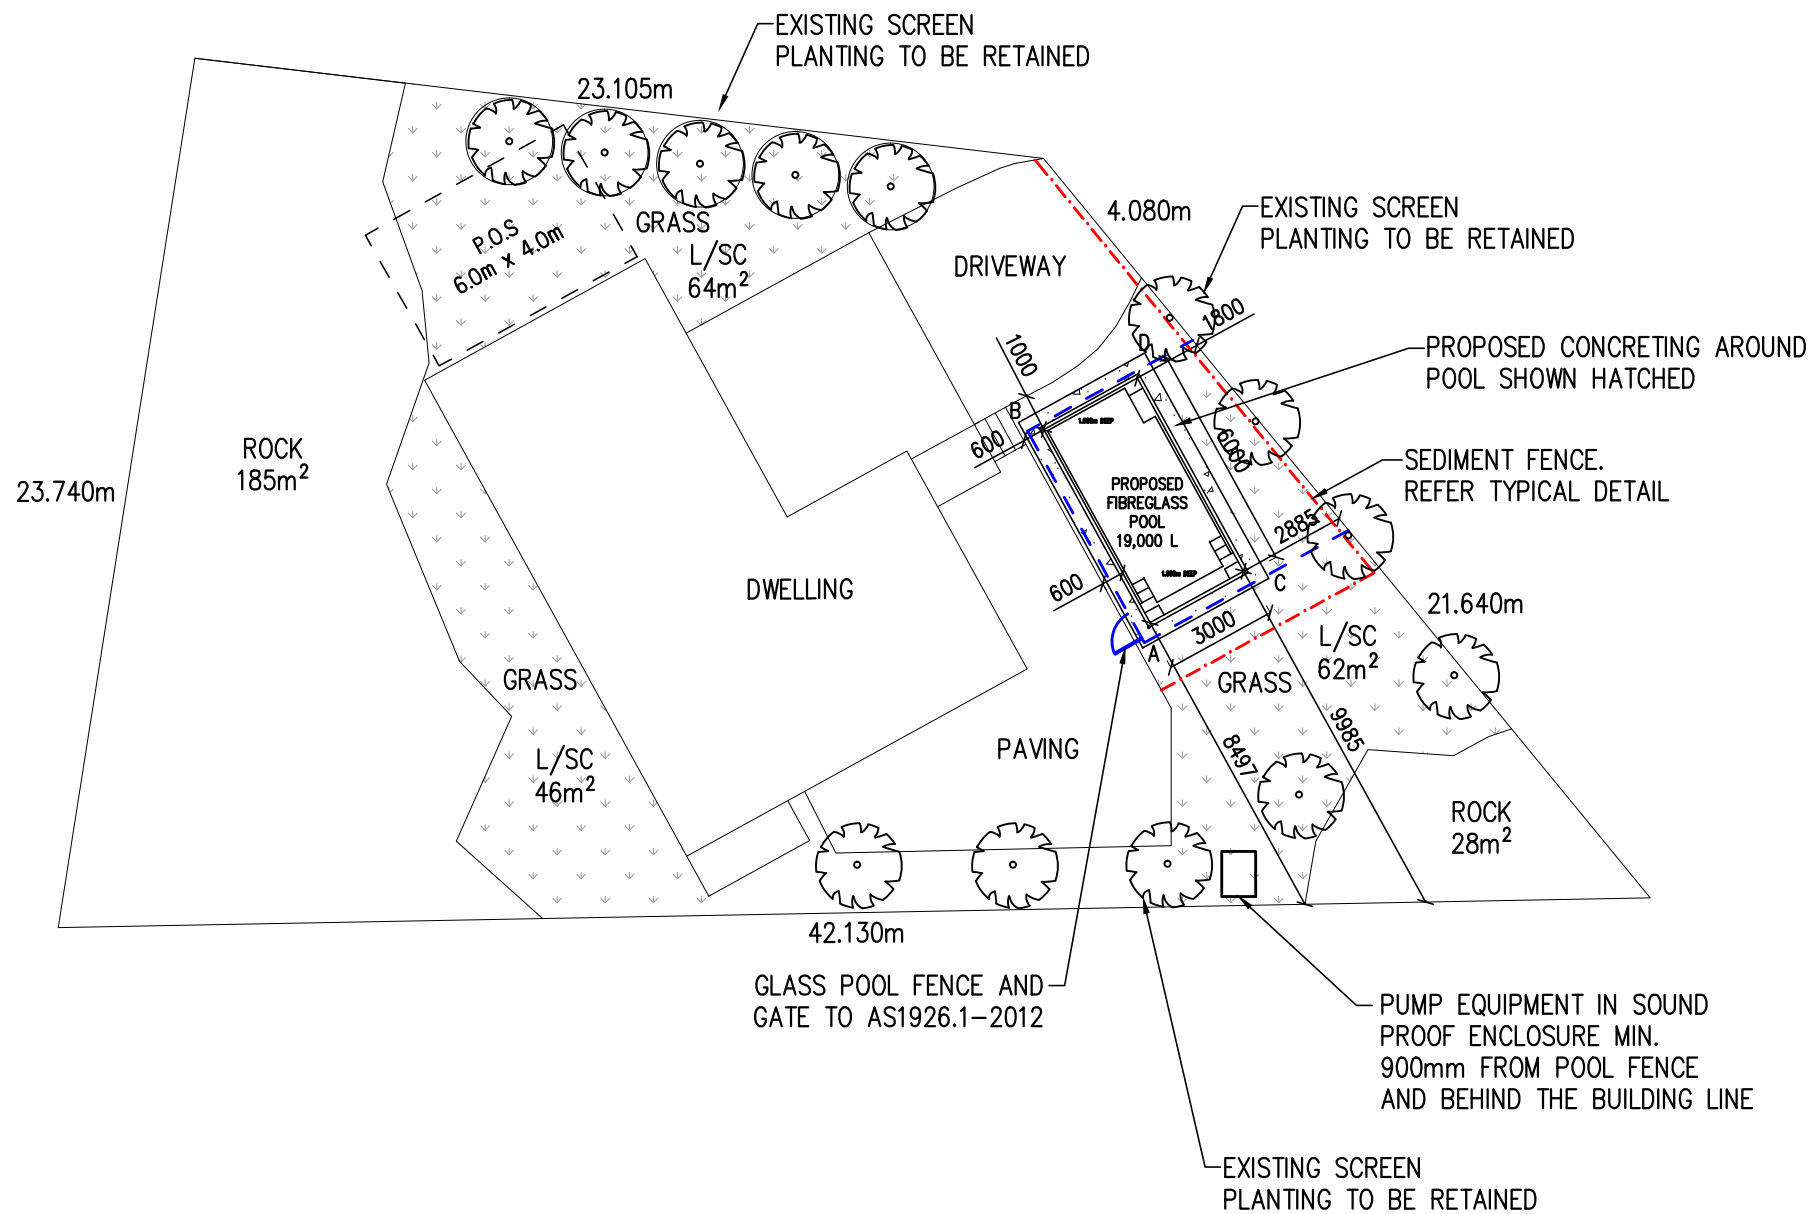 EXISTING SCREEN
PLANTING TO BE RETAINED
23.105m
4.080m
EXISTING SCREEN
PLANTING TO BE RETAINED
P.O.S
6.0m x 4.0m
GRASS
L/SC
64m²
DRIVEWAY
1800
D
1000
PROPOSED CONCRETING AROUND
POOL SHOWN HATCHED
B
600
6000
ROCK
185m²
23.740m
SEDIMENT FENCE.
REFER TYPICAL DETAIL
PROPOSED
FIBREGLASS
POOL
19,000 L
2885
C
600
DWELLING
3000
A
21.640m
L/SC
62m²
GRASS
GRASS
L/SC
46m²
PAVING
8497
9985
ROCK
28m²
42.130m
GLASS POOL FENCE AND
GATE TO AS1926.1-2012
PUMP EQUIPMENT IN SOUND
PROOF ENCLOSURE MIN.
900mm FROM POOL FENCE
AND BEHIND THE BUILDING LINE
EXISTING SCREEN
PLANTING TO BE RETAINED